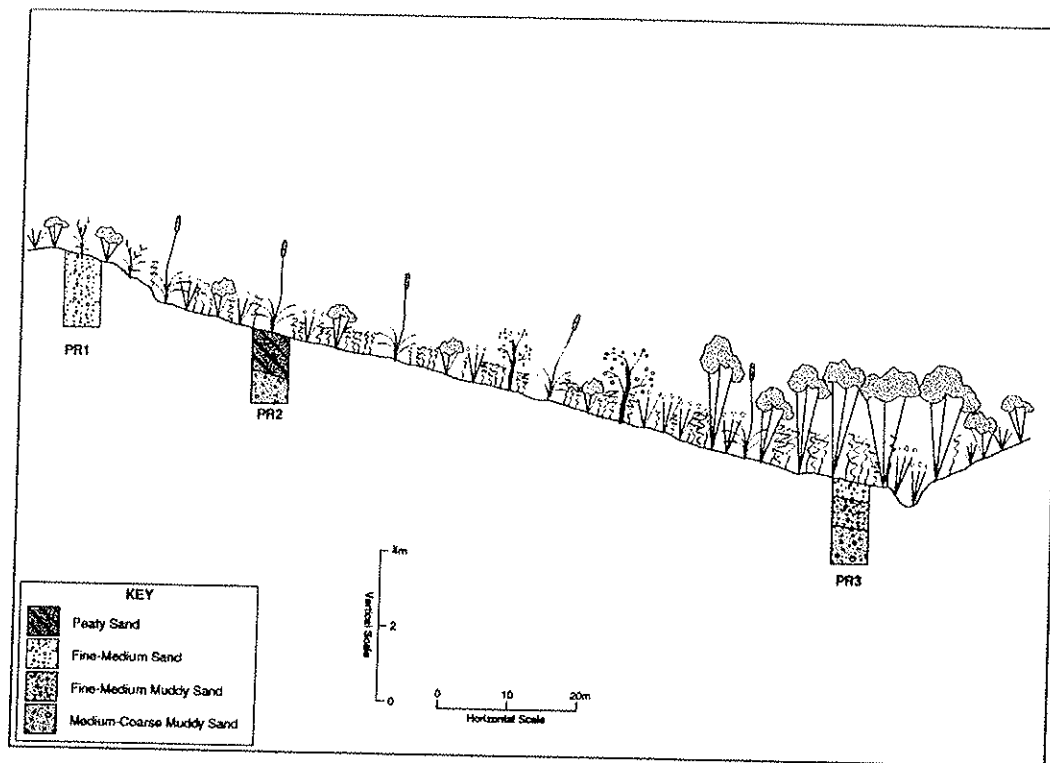 PR1
PR2
PR3
KEY
Peaty Sand
Fine-Medium Sand
Fine-Medium Muddy Sand
Medium-Coarse Muddy Sand
4m
2
0
Vertical Scale
0 10 20m
Horizontal Scale